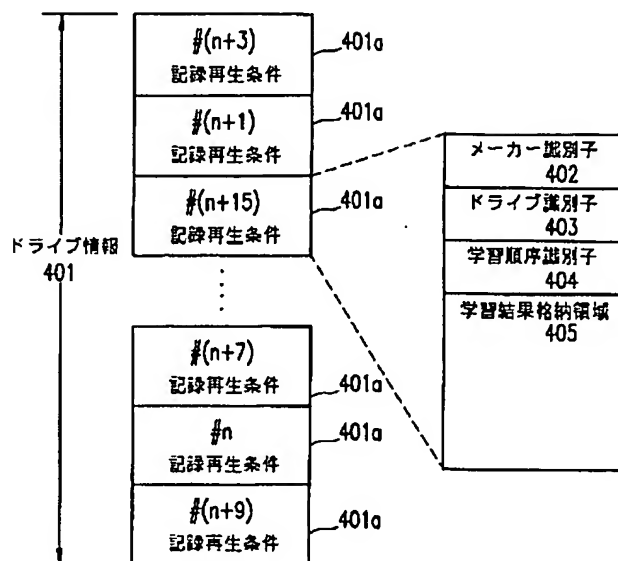 #(n+3)
記録再生条件
401a
#(n+1)
記録再生条件
401a
#(n+15)
記録再生条件
401a
ドライブ情報
401
#(n+7)
記録再生条件
401a
#n
記録再生条件
401a
#(n+9)
記録再生条件
401a
メーカー識別子
402
ドライブ識別子
403
学習順序識別子
404
学習結果格納領域
405